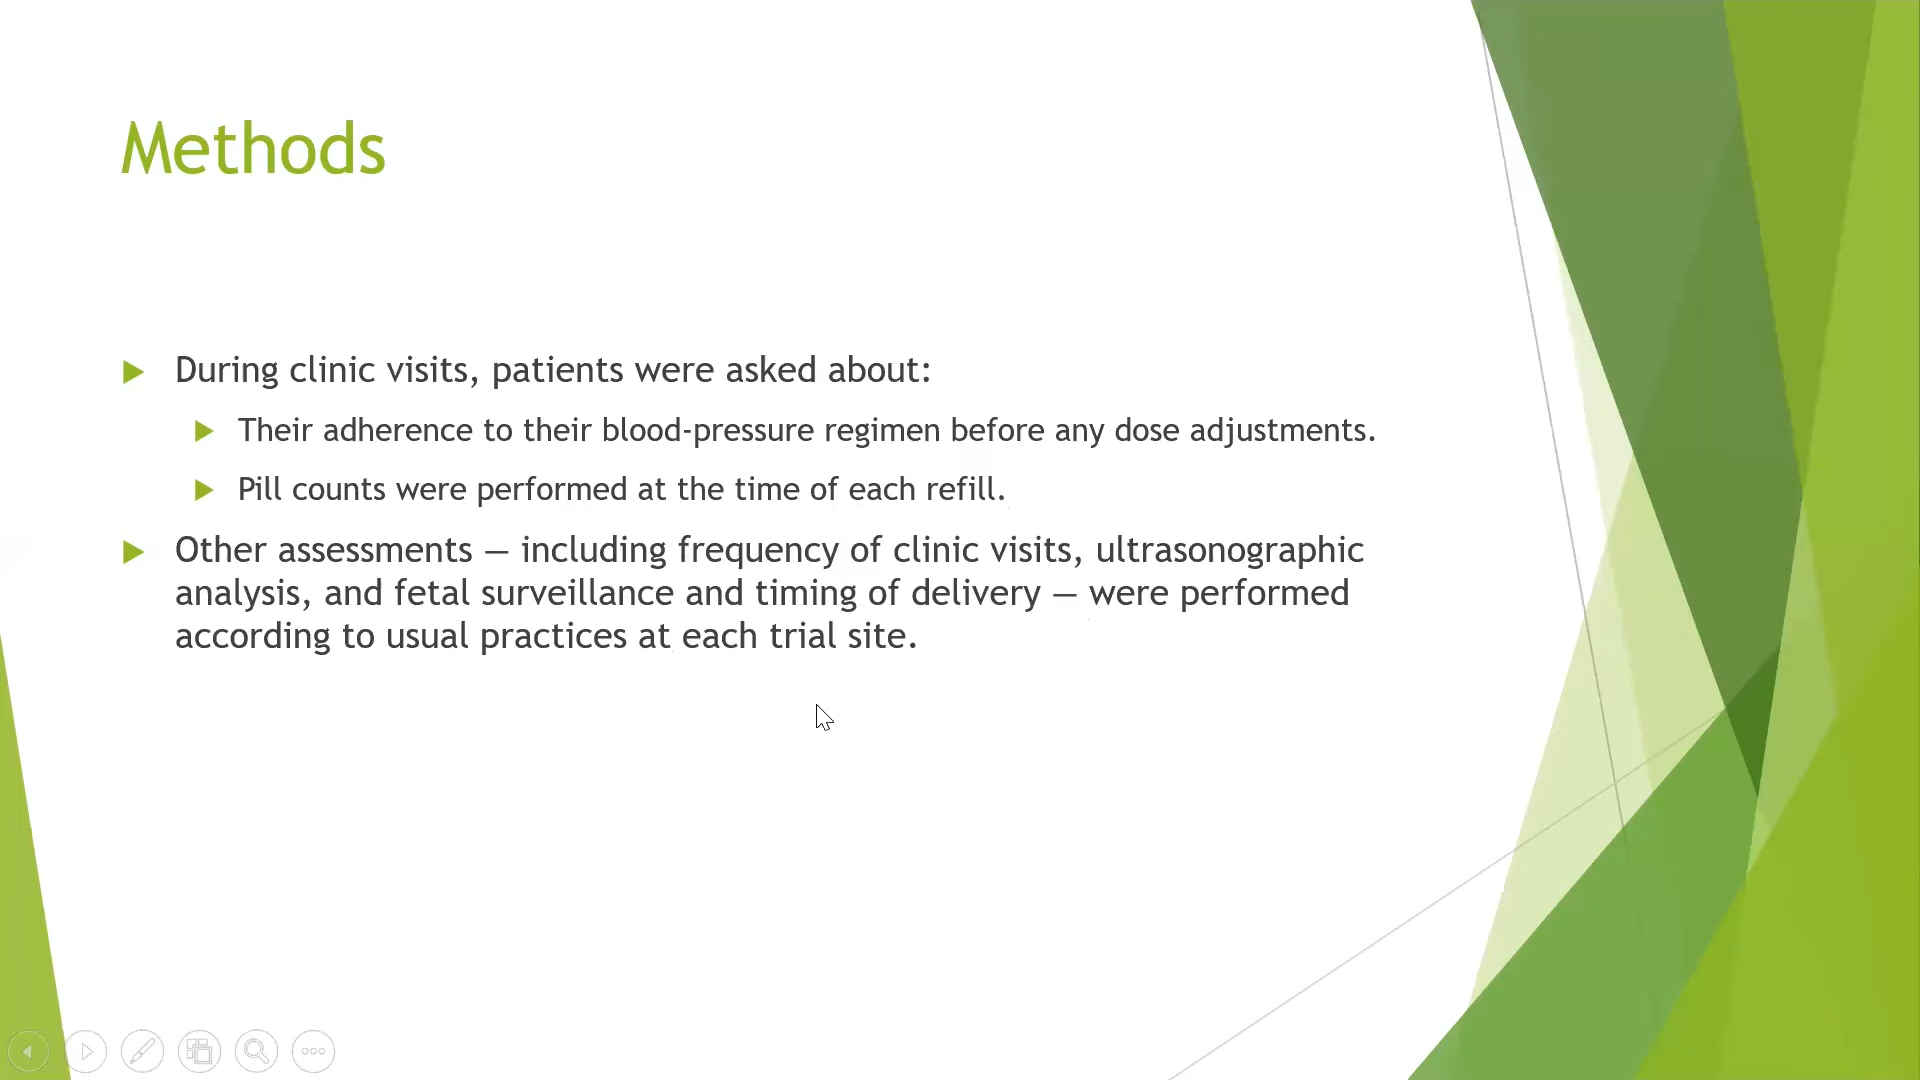 Methods
During clinic visits, patients were asked about:
Their adherence to their blood-pressure regimen before any dose adjustments.
Pill counts were performed at the time of each refill.
Other assessments — including frequency of clinic visits, ultrasonographic
analysis, and fetal surveillance and timing of delivery — were performed
according to usual practices at each trial site.